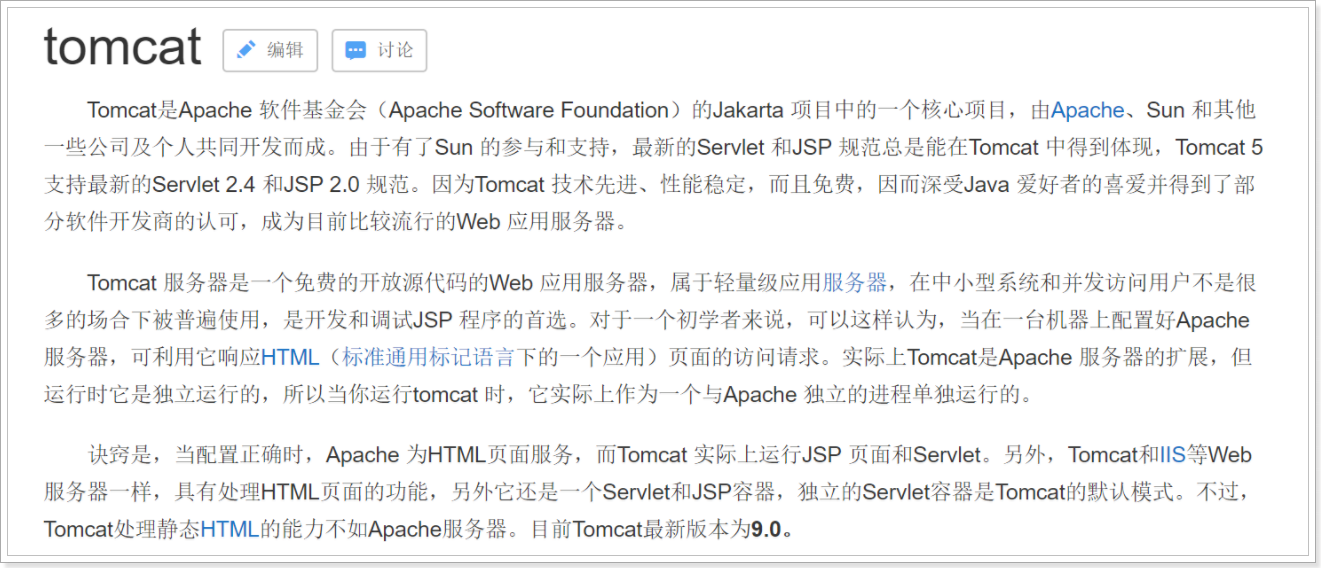 tomcat 编辑 讨论
Tomcat是Apache 软件基金会（Apache Software Foundation）的Jakarta 项目中的一个核心项目，由Apache、Sun 和其他
一些公司及个人共同开发而成。由于有了Sun 的参与和支持，最新的Servlet 和JSP 规范总是能在Tomcat 中得到体现，Tomcat 5
支持最新的Servlet 2.4 和JSP 2.0 规范。因为Tomcat 技术先进、性能稳定，而且免费，因而深受Java 爱好者的喜爱并得到了部
分软件开发商的认可，成为目前比较流行的Web 应用服务器。
Tomcat 服务器是一个免费的开放源代码的Web 应用服务器，属于轻量级应用服务器，在中小型系统和并发访问用户不是很
多的场合下被普遍使用，是开发和调试JSP 程序的首选。对于一个初学者来说，可以这样认为，当在一台机器上配置好Apache
服务器，可利用它响应HTML（标准通用标记语言下的一个应用）页面的访问请求。实际上Tomcat是Apache 服务器的扩展，但
运行时它是独立运行的，所以当你运行tomcat 时，它实际上作为一个与Apache 独立的进程单独运行的。
诀窍是，当配置正确时，Apache 为HTML页面服务，而Tomcat 实际上运行JSP 页面和Servlet。另外，Tomcat和IIS等Web
服务器一样，具有处理HTML页面的功能，另外它还是一个Servlet和JSP容器，独立的Servlet容器是Tomcat的默认模式。不过，
Tomcat处理静态HTML的能力不如Apache服务器。目前Tomcat最新版本为9.0。